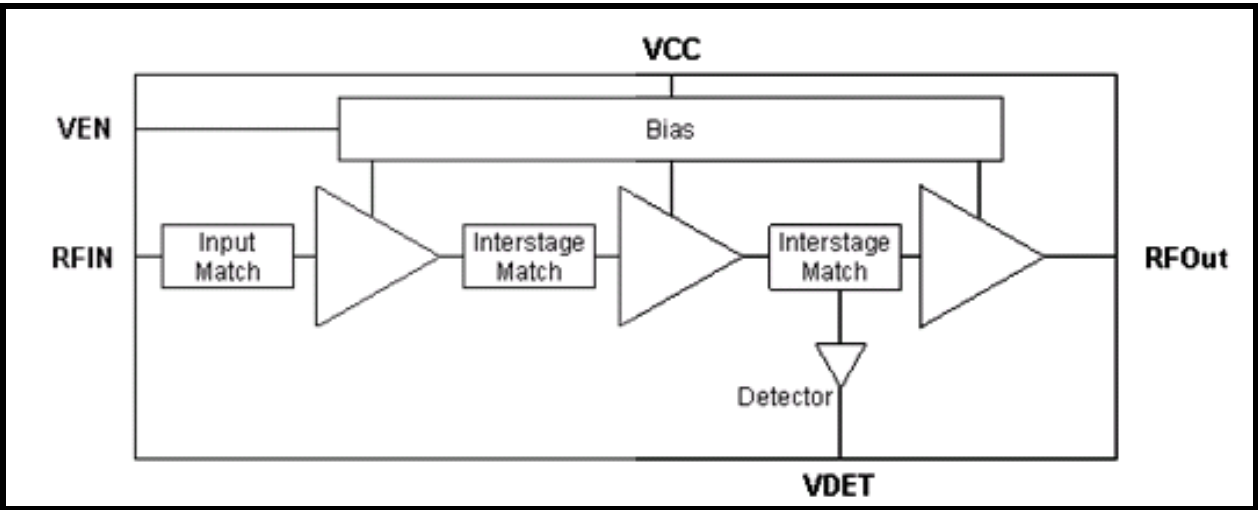 VCC
VEN
Bias
RFIN
Input
Match
Interstage
Match
Interstage
Match
RFOut
Detector
VDET